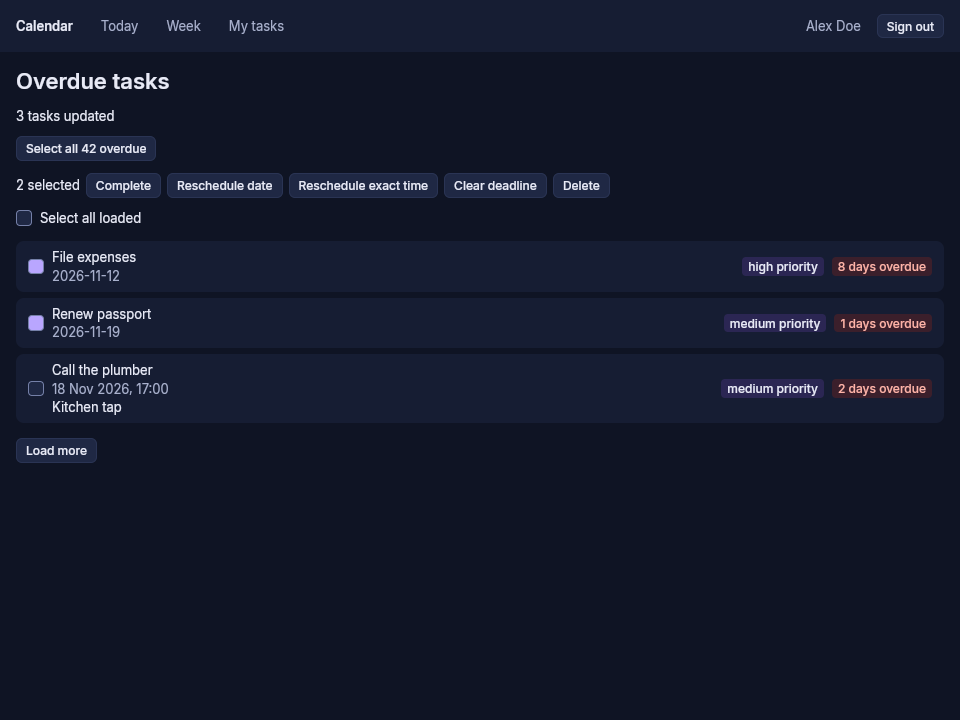 Calendar Today Week My tasks Alex Doe Sign out
Overdue tasks
3 tasks updated
Select all 42 overdue
2 selected Complete Reschedule date Reschedule exact time Clear deadline Delete
Select all loaded
File expenses
2026-11-12
high priority 8 days overdue
Renew passport
2026-11-19
medium priority 1 days overdue
Call the plumber
18 Nov 2026, 17:00
Kitchen tap
medium priority 2 days overdue
Load more